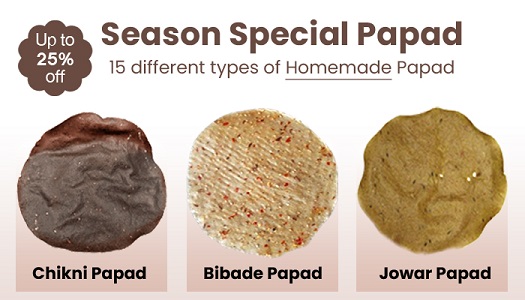 Up to
25%
off
Season Special Papad
15 different types of Homemade Papad
Chikni Papad
Bibade Papad
Jowar Papad